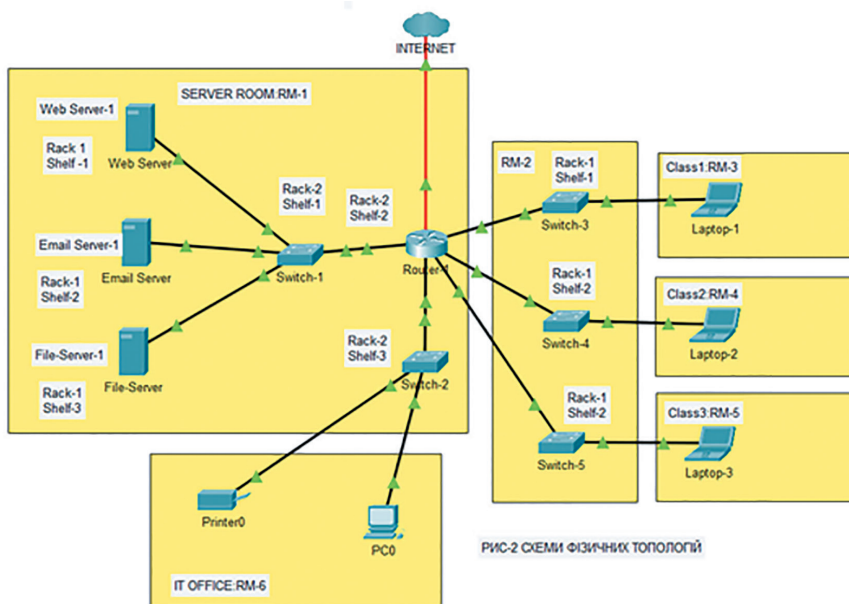 INTERNET
SERVER ROOM:RM-1
Web Server-1
Rack 1
Shelf -1
Web Server
Email Server-1
Email Server
Rack-1
Shelf-2
File-Server-1
File-Server
Rack-1
Shelf-3
Rack-2
Shelf-1
Switch-1
Rack-2
Shelf-2
Router-1
Rack-2
Shelf-3
Switch-2
RM-2
Rack-1
Shelf-1
Switch-3
Rack-1
Shelf-2
Switch-4
Rack-1
Shelf-2
Switch-5
Class1:RM-3
Laptop-1
Class2:RM-4
Laptop-2
Class3:RM-5
Laptop-3
Printer0
PC0
IT OFFICE:RM-6
РИС-2 СХЕМИ ФІЗИЧНИХ ТОПОЛОГІЙ